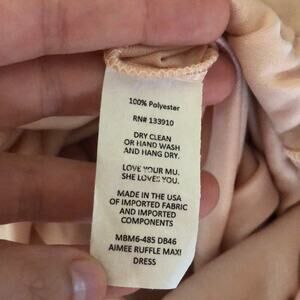 100% Polyester
RN# 133910
DRY CLEAN
OR HAND WASH
AND HANG DRY.
LOVE YOUR MU.
SHE LOVES YOU.
MADE IN THE USA
OF IMPORTED FABRIC
AND IMPORTED
COMPONENTS
MBM6-485 DB46
AIMEE RUFFLE MAXI
DRESS